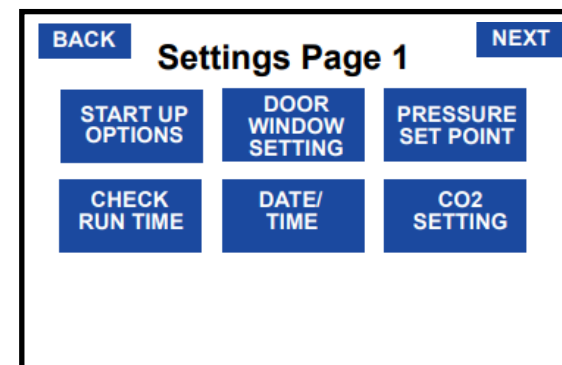 BACK
Settings Page 1
NEXT
START UP
OPTIONS
DOOR
WINDOW
SETTING
PRESSURE
SET POINT
CHECK
RUN TIME
DATE/
TIME
CO2
SETTING